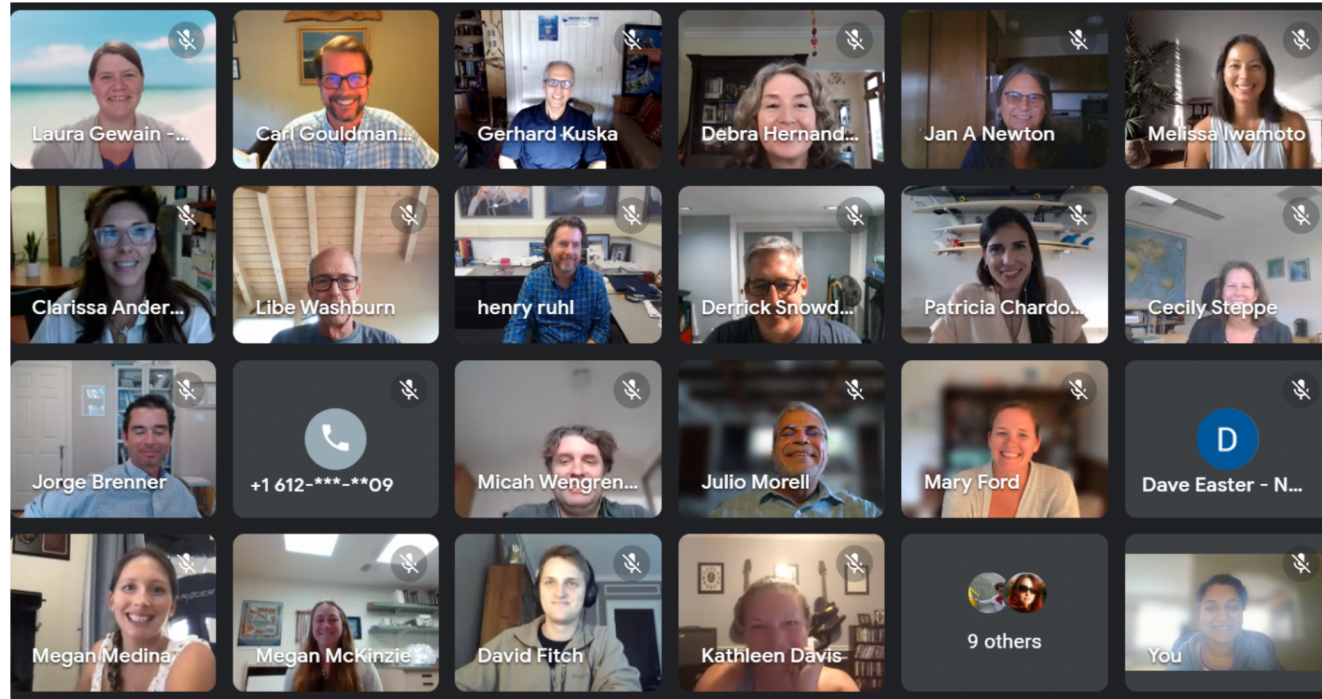 Laura Gewain -...
Carl Gouldman...
Gerhard Kuska
Debra Hernand...
Jan A Newton
Melissa Iwamoto
Clarissa Ander...
Libe Washburn
henry ruhl
Derrick Snowd...
Patricia Chardo...
Cecily Steppe
Jorge Brenner
+1 612-***-**09
Micah Wengren...
Julio Morell
Mary Ford
D
Dave Easter - N...
Megan Medina
Megan McKinzie
David Fitch
Kathleen Davis
9 others
You